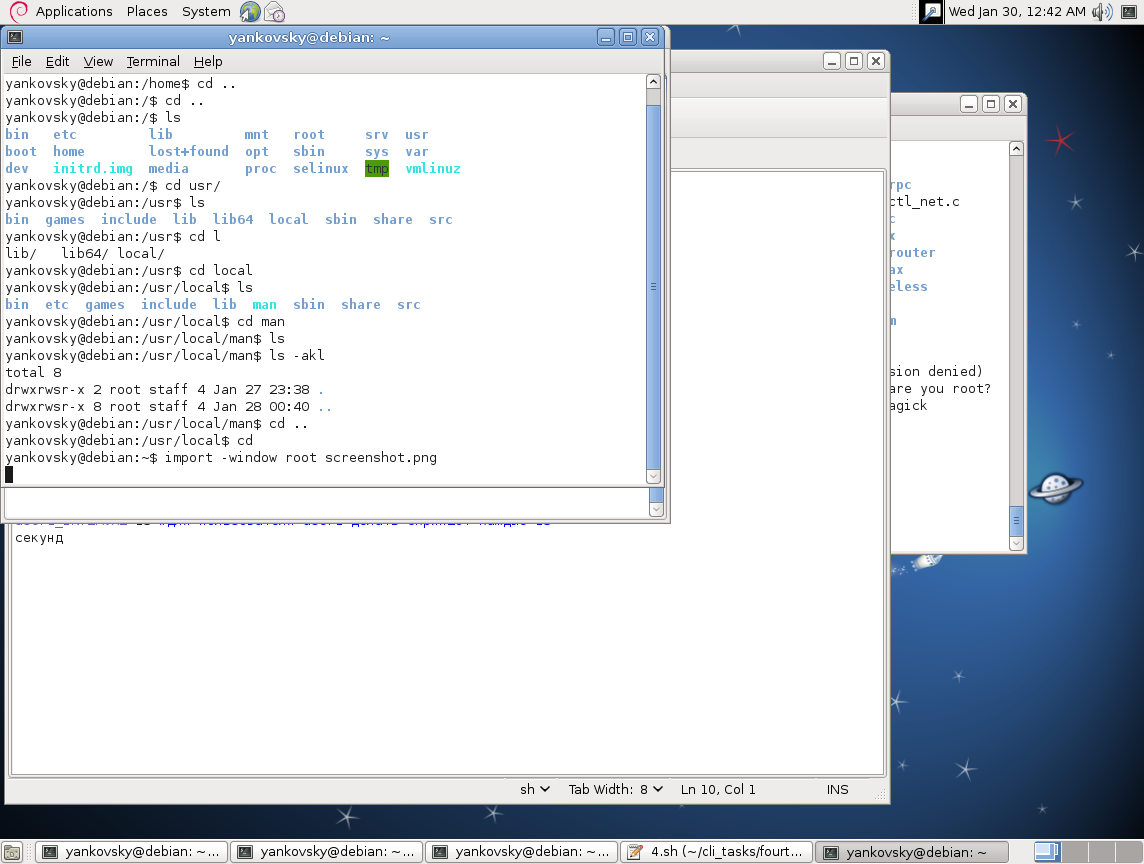 Applications Places System Wed Jan 30, 12:42 AM
yankovsky@debian: ~
File Edit View Terminal Help
yankovsky@debian:/home$ cd ..
yankovsky@debian:/$ cd ..
yankovsky@debian:/$ ls
bin etc lib mnt root srv usr
boot home lost+found opt sbin sys var
dev initrd.img media proc selinux tmp vmlinuz
yankovsky@debian:/$ cd usr/
yankovsky@debian:/usr$ ls
bin games include lib lib64 local sbin share src
yankovsky@debian:/usr$ cd l
lib/ lib64/ local/
yankovsky@debian:/usr$ cd local
yankovsky@debian:/usr/local$ ls
bin etc games include lib man sbin share src
yankovsky@debian:/usr/local$ cd man
yankovsky@debian:/usr/local/man$ ls
yankovsky@debian:/usr/local/man$ ls -akl
total 8
drwxrwsr-x 2 root staff 4 Jan 27 23:38 .
drwxrwsr-x 8 root staff 4 Jan 28 00:40 ..
yankovsky@debian:/usr/local/man$ cd ..
yankovsky@debian:/usr/local$ cd
yankovsky@debian:~$ import -window root screenshot.png
rpc
ctl_net.c
c
x
router
ax
eless
m
sion denied)
are you root?
agick
секунд
sh Tab Width: 8 Ln 10, Col 1 INS
yankovsky@debian: ~... yankovsky@debian: ~... yankovsky@debian: ~... 4.sh (~/cli_tasks/fourt... yankovsky@debian: ~